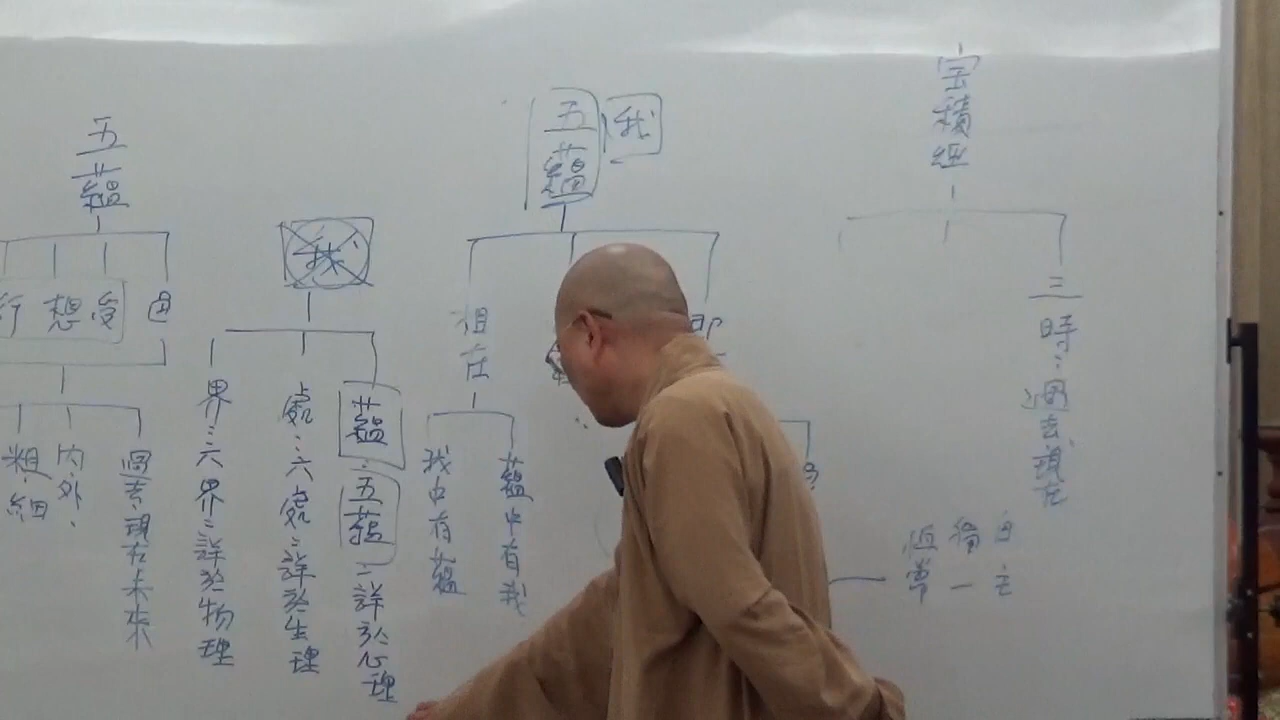 寶積經
三時：過去、現在
自主
獨一
恒常
我
五蘊
即
相在
蘊中有我
我中有蘊
我
蘊：五蘊＝詳於心理
處：六處＝詳於生理
界：六界＝詳於物理
五蘊
色
受
想
行
過去、現在、未來
內、外、
粗、細